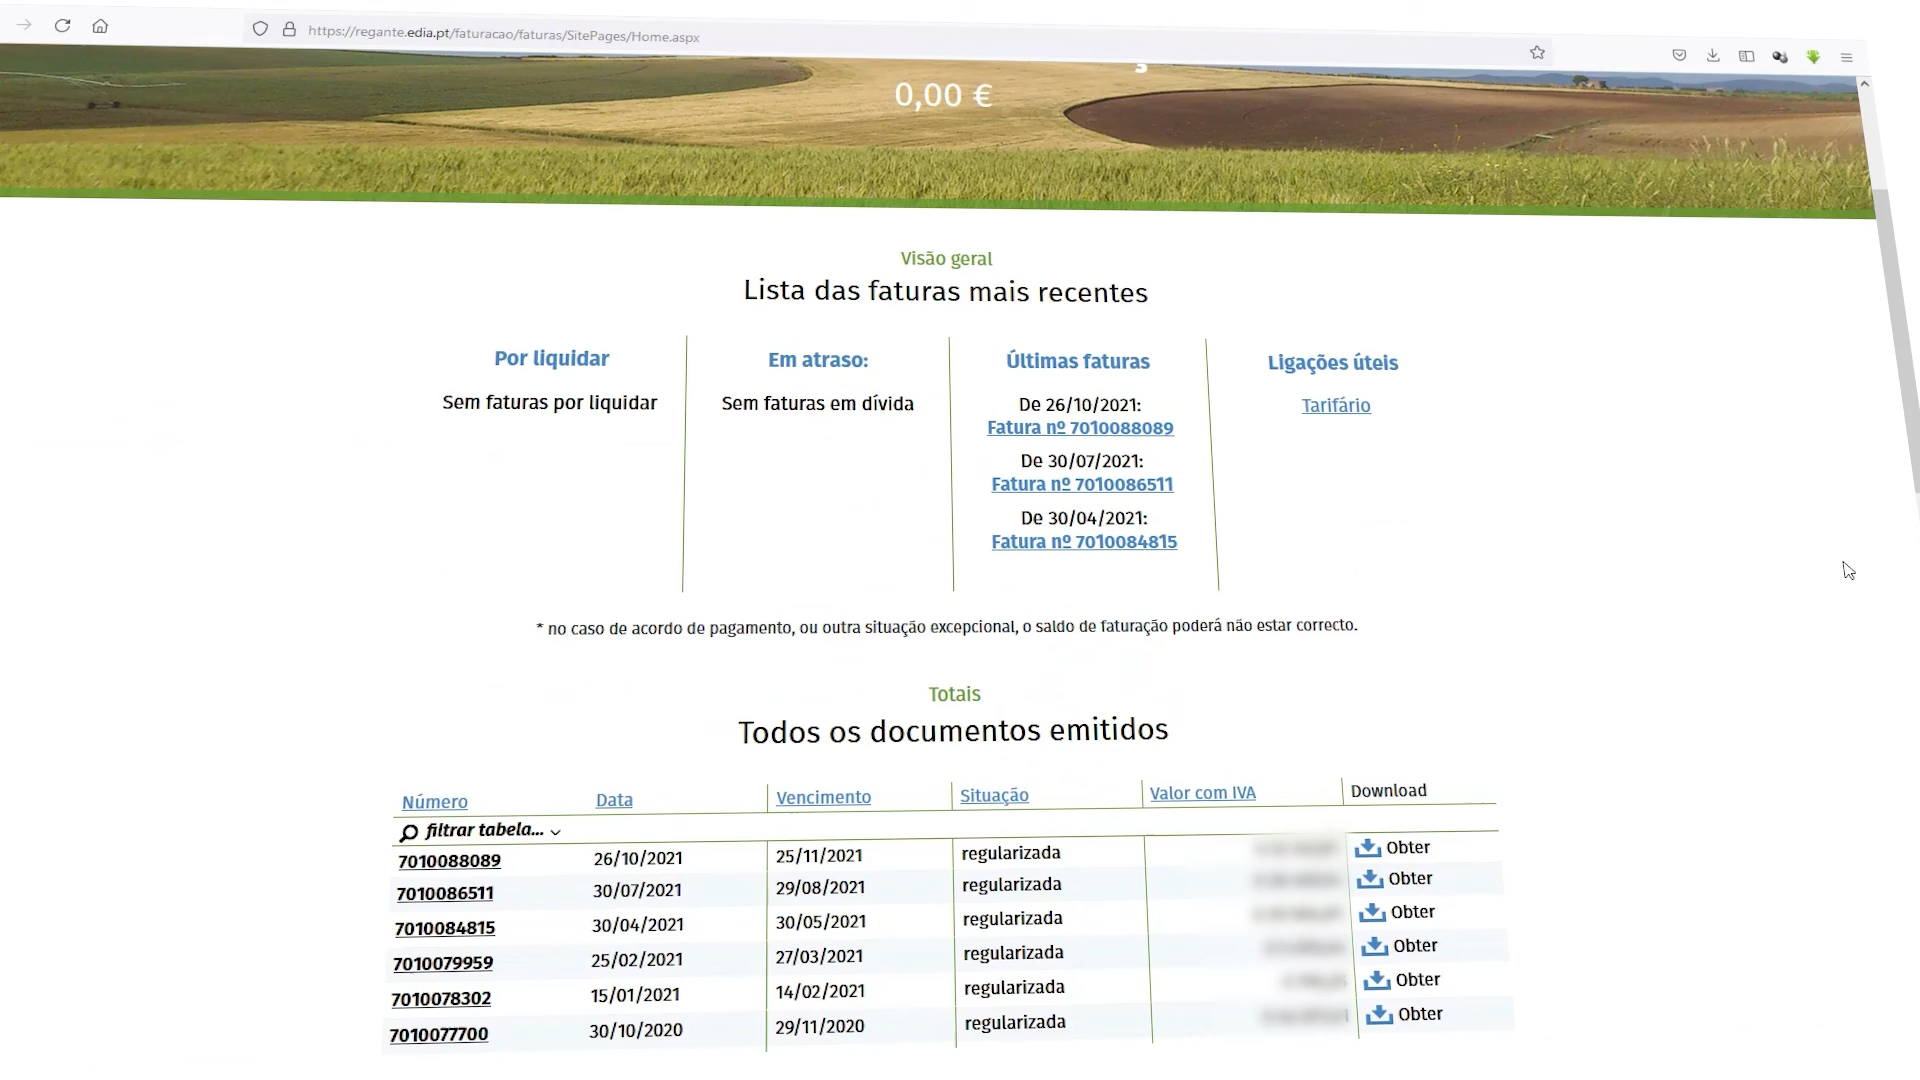 https://regante.edia.pt/faturacao/faturas/SitePages/Home.aspx
0,00 €
Visão geral
Lista das faturas mais recentes
Por liquidar
Sem faturas por liquidar
Em atraso:
Sem faturas em dívida
Últimas faturas
De 26/10/2021:
Fatura nº 7010088089
De 30/07/2021:
Fatura nº 7010086511
De 30/04/2021:
Fatura nº 7010084815
Ligações úteis
Tarifário
* no caso de acordo de pagamento, ou outra situação excepcional, o saldo de faturação poderá não estar correcto.
Totais
Todos os documentos emitidos
Número Data Vencimento Situação Valor com IVA Download
filtrar tabela...
7010088089 26/10/2021 25/11/2021 regularizada Obter
7010086511 30/07/2021 29/08/2021 regularizada Obter
7010084815 30/04/2021 30/05/2021 regularizada Obter
7010079959 25/02/2021 27/03/2021 regularizada Obter
7010078302 15/01/2021 14/02/2021 regularizada Obter
7010077700 30/10/2020 29/11/2020 regularizada Obter